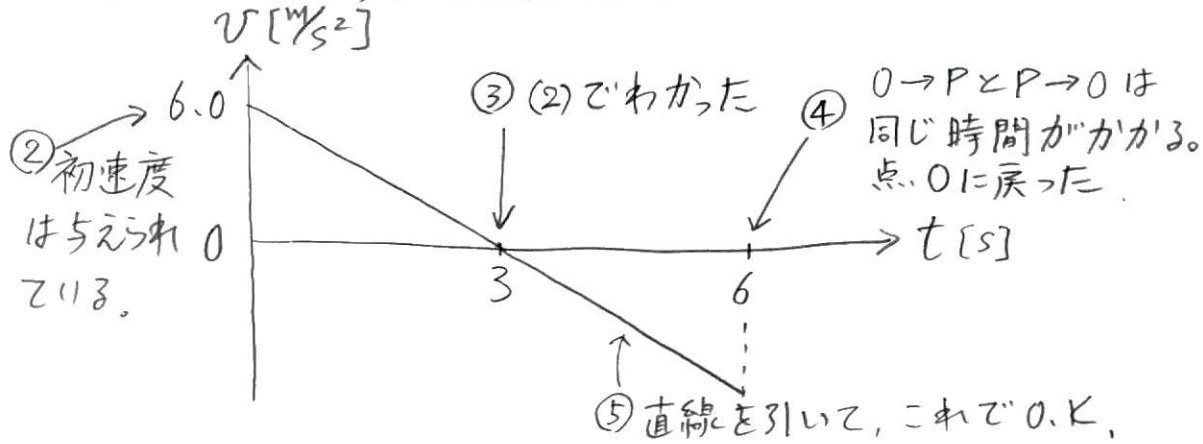 v [m/s²]
6.0
② 初速度
は与えられ
ている。
0
③ (2)でわかった
3
④
O→PとP→Oは
同じ時間がかかる。
点Oに戻った.
t [s]
6
⑤ 直線を引いて, これでO.K.